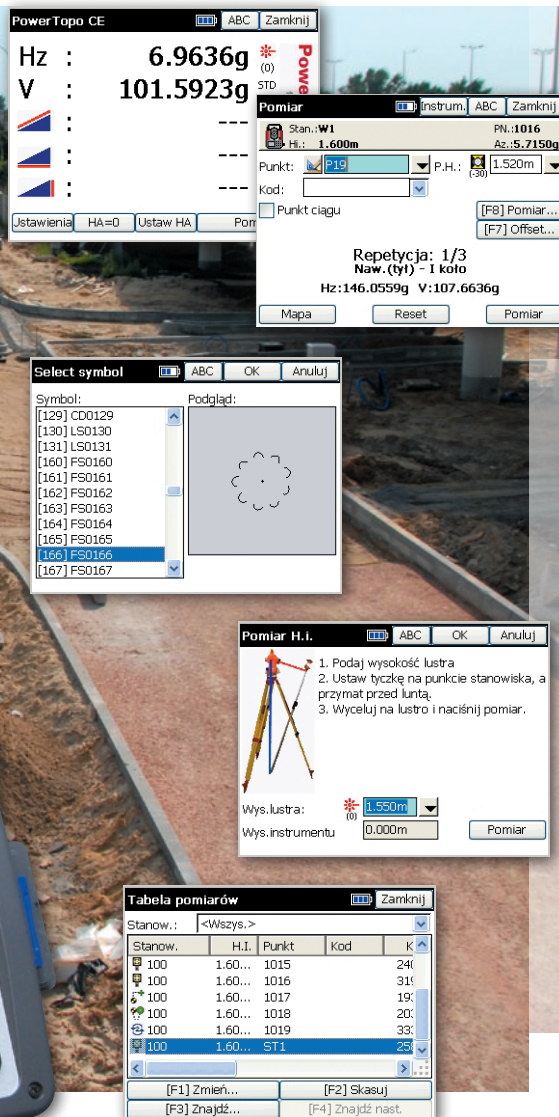 PowerTopo CE ABC Zamknij
Hz : 6.9636g
(0)
V : 101.5923g
STD
Powe
: ---
: ---
: ---
Ustawienia HA=0 Ustaw HA Pom
Pomiar Instrum. ABC Zamknij
Stan.:W1 PN.:1016
Hi.: 1.600m Az.:5.7150g
Punkt: P19 P.H.: (-30) 1.520m
Kod:
Punkt ciągu [F8] Pomiar...
[F7] Offset...
Repetycja: 1/3
Naw.(tył) - I koło
Hz:146.0559g V:107.6636g
Mapa Reset Pomiar
Select symbol ABC OK Anuluj
Symbol: Podgląd:
[129] CD0129
[130] LS0130
[131] LS0131
[160] FS0160
[161] FS0161
[162] FS0162
[163] FS0163
[164] FS0164
[165] FS0165
[166] FS0166
[167] FS0167
Pomiar H.i. ABC OK Anuluj
1. Podaj wysokość lustra
2. Ustaw tyczkę na punkcie stanowiska, a
przymat przed luntą.
3. Wyceluj na lustro i naciśnij pomiar.
Wys.lustra: (0) 1.550m
Wys.instrumentu 0.000m Pomiar
Tabela pomiarów Zamknij
Stanow.: <Wszys.>
Stanow. H.I. Punkt Kod K
100 1.60... 1015 240
100 1.60... 1016 319
100 1.60... 1017 193
100 1.60... 1018 203
100 1.60... 1019 333
100 1.60... ST1 258
[F1] Zmień... [F2] Skasuj
[F3] Znajdź... [F4] Znajdź nast.